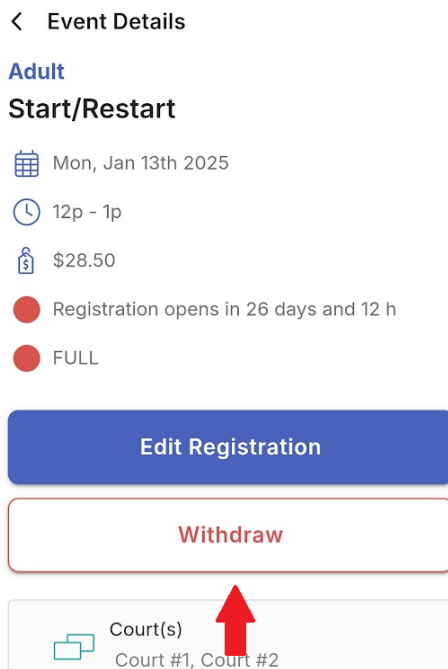 Event Details
Adult
Start/Restart
Mon, Jan 13th 2025
12p - 1p
$28.50
Registration opens in 26 days and 12 h
FULL
Edit Registration
Withdraw
Court(s)
Court #1, Court #2